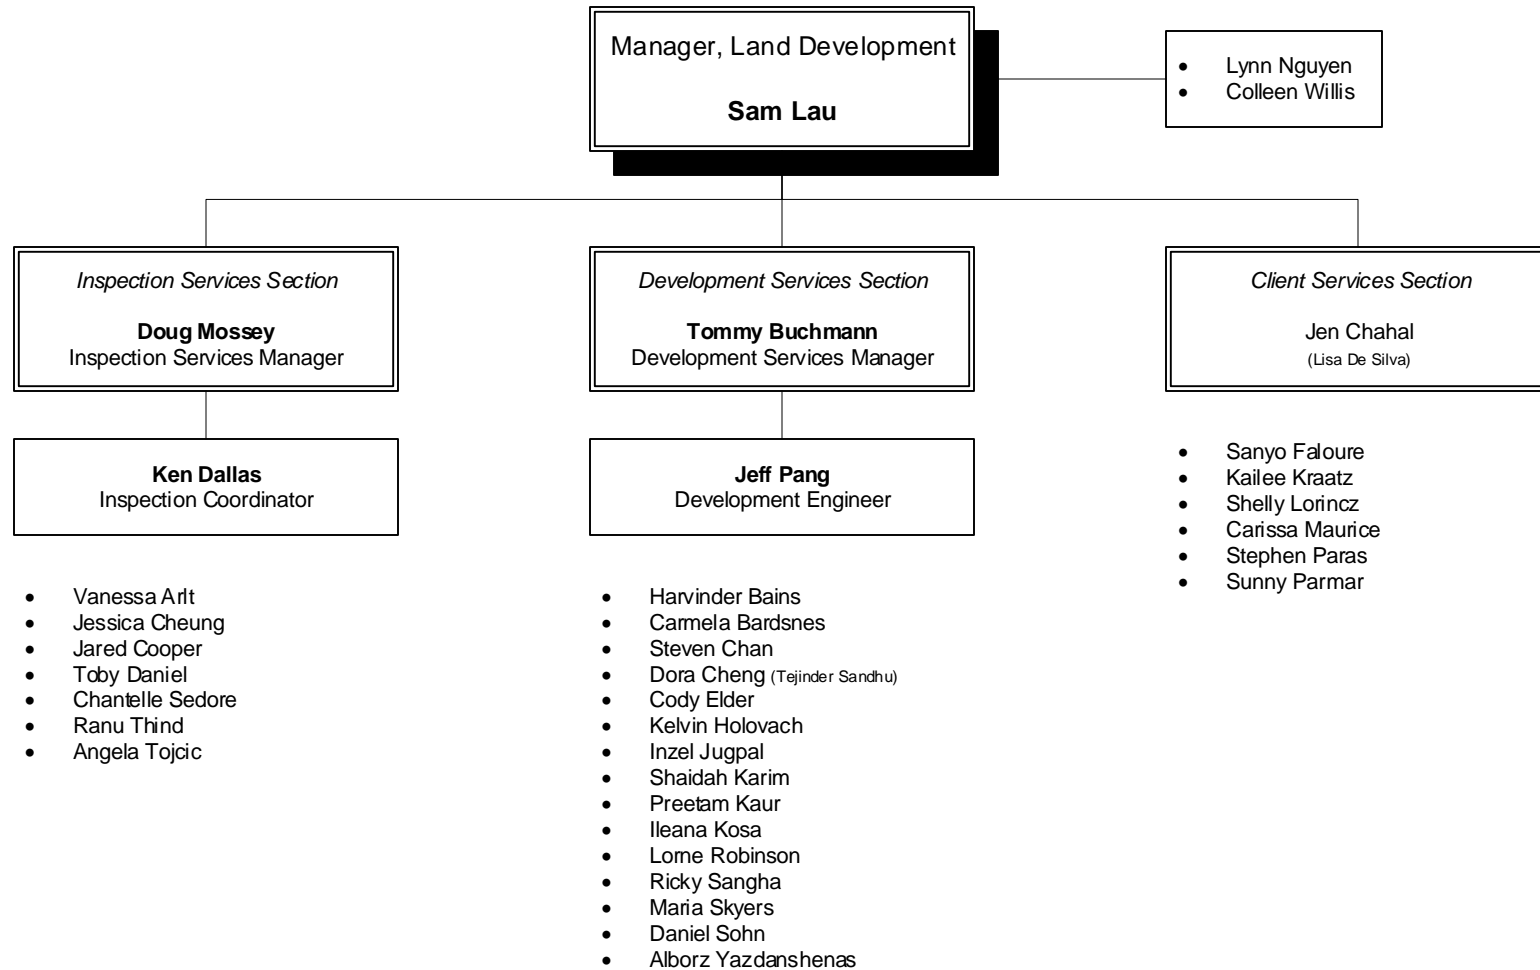 Manager, Land Development
Sam Lau
• Lynn Nguyen
• Colleen Willis
Inspection Services Section
Doug Mossey
Inspection Services Manager
Development Services Section
Tommy Buchmann
Development Services Manager
Client Services Section
Jen Chahal
(Lisa De Silva)
Ken Dallas
Inspection Coordinator
Jeff Pang
Development Engineer
• Sanyo Faloure
• Kailee Kraatz
• Shelly Lorincz
• Carissa Maurice
• Stephen Paras
• Sunny Parmar
• Vanessa Arlt
• Jessica Cheung
• Jared Cooper
• Toby Daniel
• Chantelle Sedore
• Ranu Thind
• Angela Tojcic
• Harvinder Bains
• Carmela Bardsnes
• Steven Chan
• Dora Cheng (Tejinder Sandhu)
• Cody Elder
• Kelvin Holovach
• Inzel Jugpal
• Shaidah Karim
• Preetam Kaur
• Ileana Kosa
• Lorne Robinson
• Ricky Sangha
• Maria Skyers
• Daniel Sohn
• Alborz Yazdanshenas